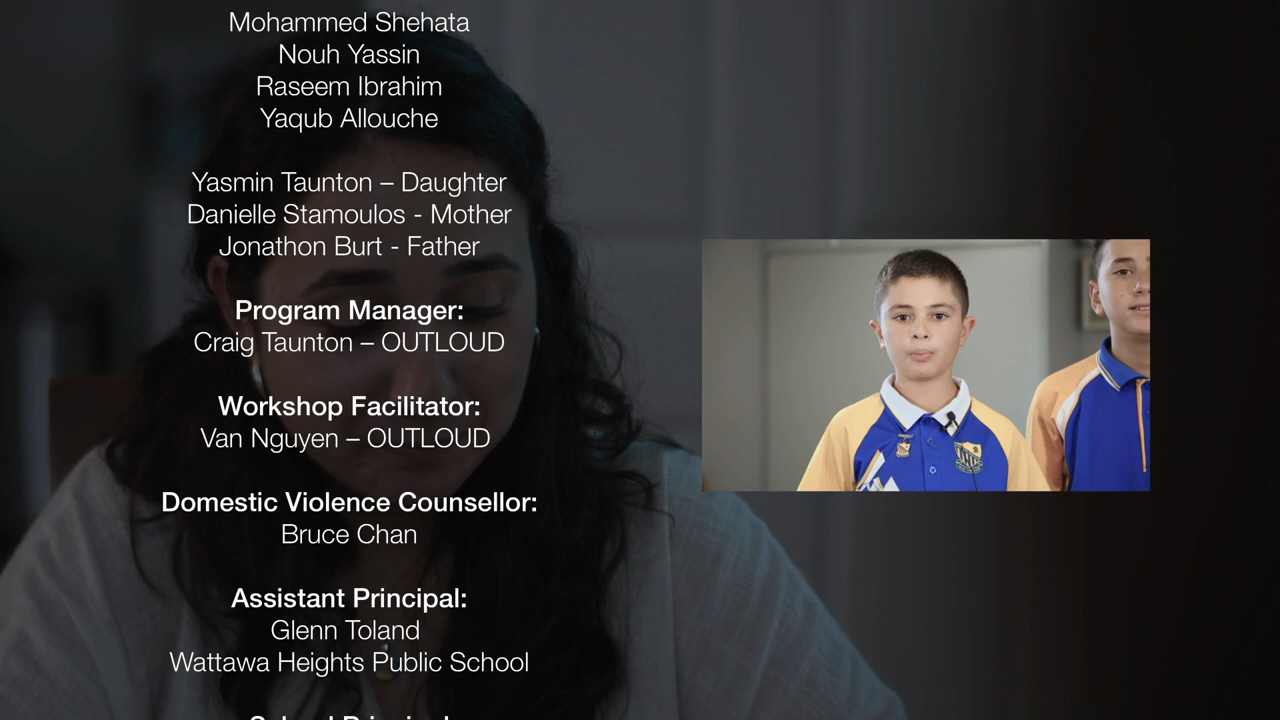 Mohammed Shehata
Nouh Yassin
Raseem Ibrahim
Yaqub Allouche
Yasmin Taunton – Daughter
Danielle Stamoulos - Mother
Jonathon Burt - Father
Program Manager:
Craig Taunton – OUTLOUD
Workshop Facilitator:
Van Nguyen – OUTLOUD
Domestic Violence Counsellor:
Bruce Chan
Assistant Principal:
Glenn Toland
Wattawa Heights Public School